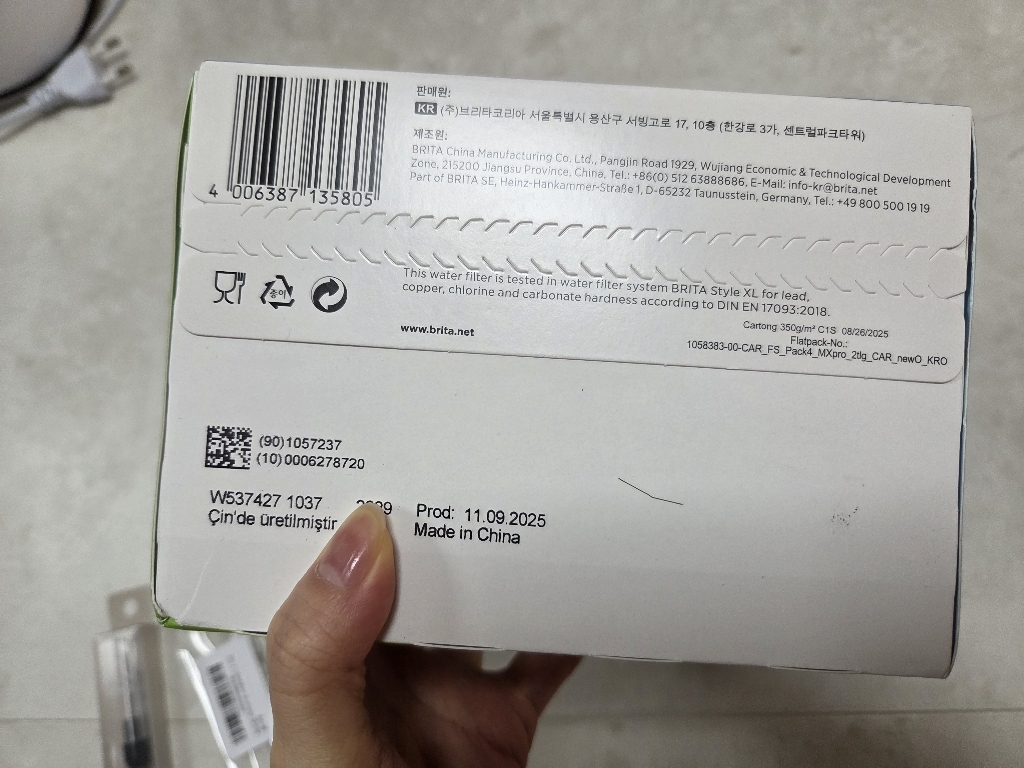 4 006387 135805
판매원:
KR (주)브리타코리아 서울특별시 용산구 서빙고로 17, 10층 (한강로 3가, 센트럴파크타워)
제조원:
BRITA China Manufacturing Co. Ltd., Pangjin Road 1929, Wujiang Economic & Technological Development
Zone, 215200 Jiangsu Province, China, Tel.: +86(0) 512 63888686, E-Mail: info-kr@brita.net
Part of BRITA SE, Heinz-Hankammer-Straße 1, D-65232 Taunusstein, Germany, Tel.: +49 800 500 19 19
종이
This water filter is tested in water filter system BRITA Style XL for lead,
copper, chlorine and carbonate hardness according to DIN EN 17093:2018.
www.brita.net
Cartong 350g/m² C1S 08/26/2025
Flatpack-No.:
1058383-00-CAR_FS_Pack4_MXpro_2tlg_CAR_newO_KRO
(90)1057237
(10)0006278720
W537427 1037
Çin'de üretilmiştir
Prod: 11.09.2025
Made in China